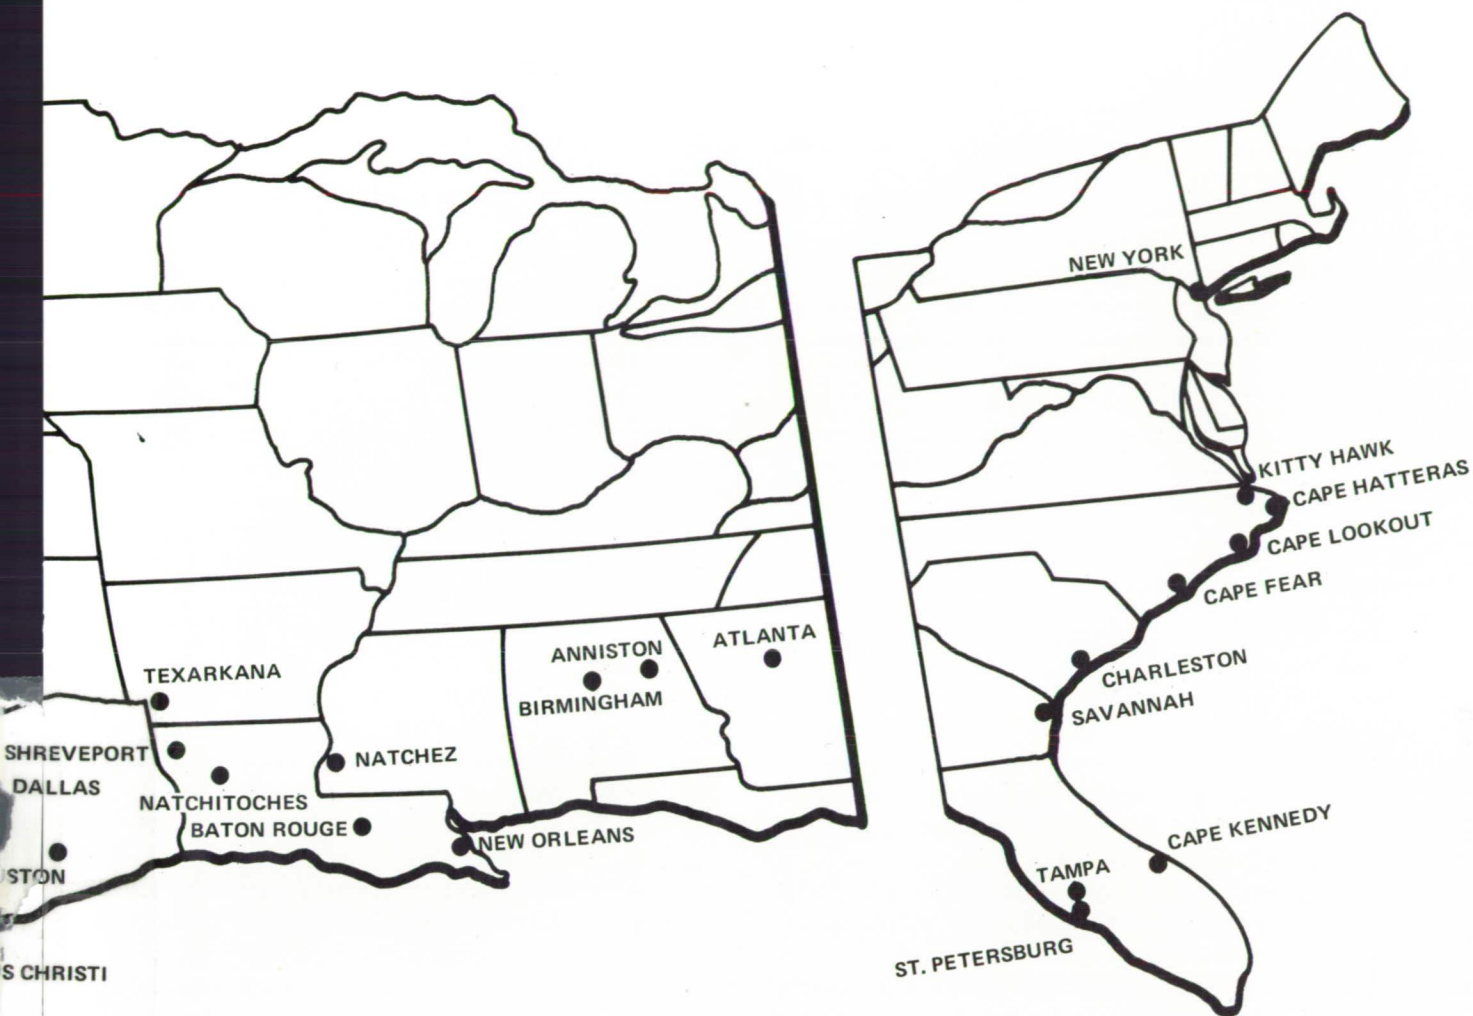 NEW YORK
KITTY HAWK
CAPE HATTERAS
CAPE LOOKOUT
CAPE FEAR
ATLANTA
ANNISTON
BIRMINGHAM
TEXARKANA
CHARLESTON
SAVANNAH
SHREVEPORT
NATCHEZ
DALLAS
NATCHITOCHES
BATON ROUGE
NEW ORLEANS
CAPE KENNEDY
TAMPA
STON
ST. PETERSBURG
S CHRISTI